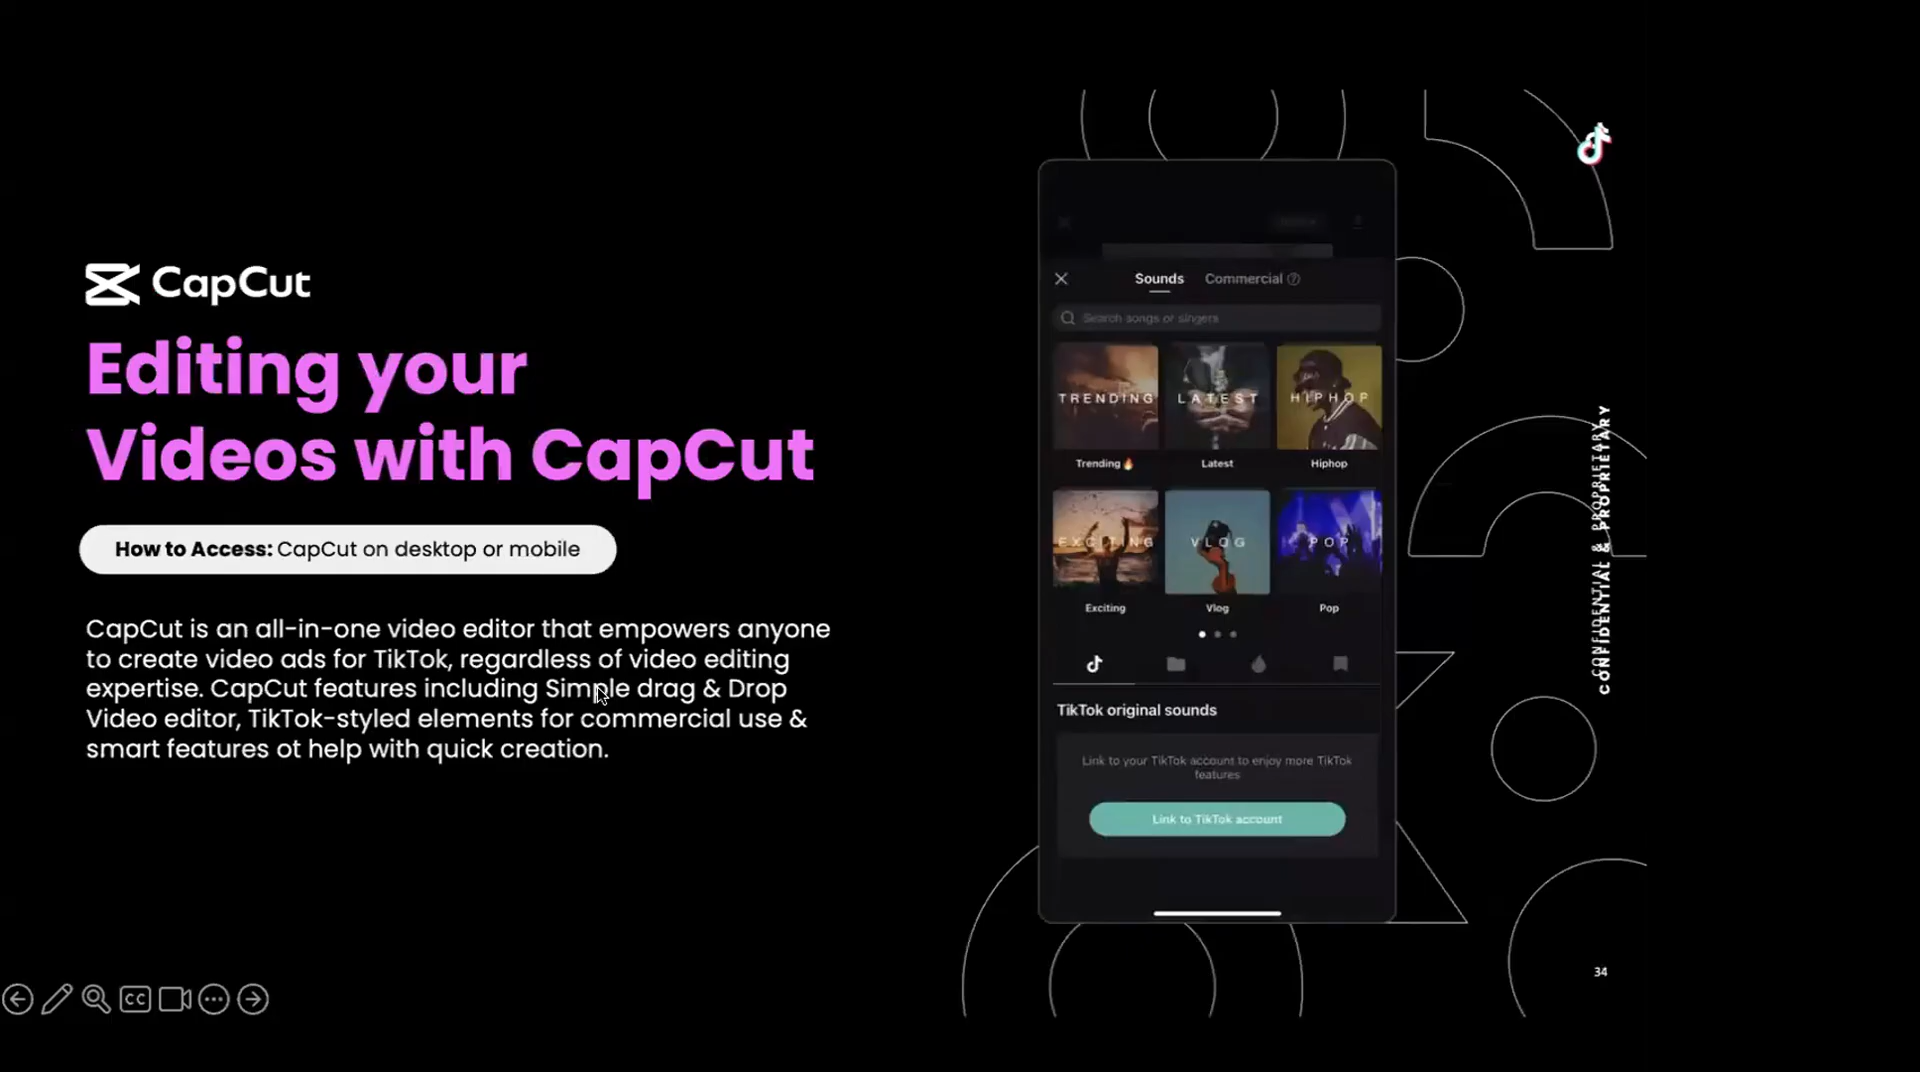 CapCut
Editing your
Videos with CapCut
How to Access: CapCut on desktop or mobile
CapCut is an all-in-one video editor that empowers anyone
to create video ads for TikTok, regardless of video editing
expertise. CapCut features including Simple drag & Drop
Video editor, TikTok-styled elements for commercial use &
smart features ot help with quick creation.
Sounds Commercial ?
Search songs or singers
TRENDING LATEST HIPHOP
Trending🔥 Latest Hiphop
EXCITING VLOG POP
Exciting Vlog Pop
TikTok original sounds
Link to your TikTok account to enjoy more TikTok
features
Link to TikTok account
CONFIDENTIAL & PROPRIETARY
CONFIDENTIAL & PROPRIETARY
34
CC